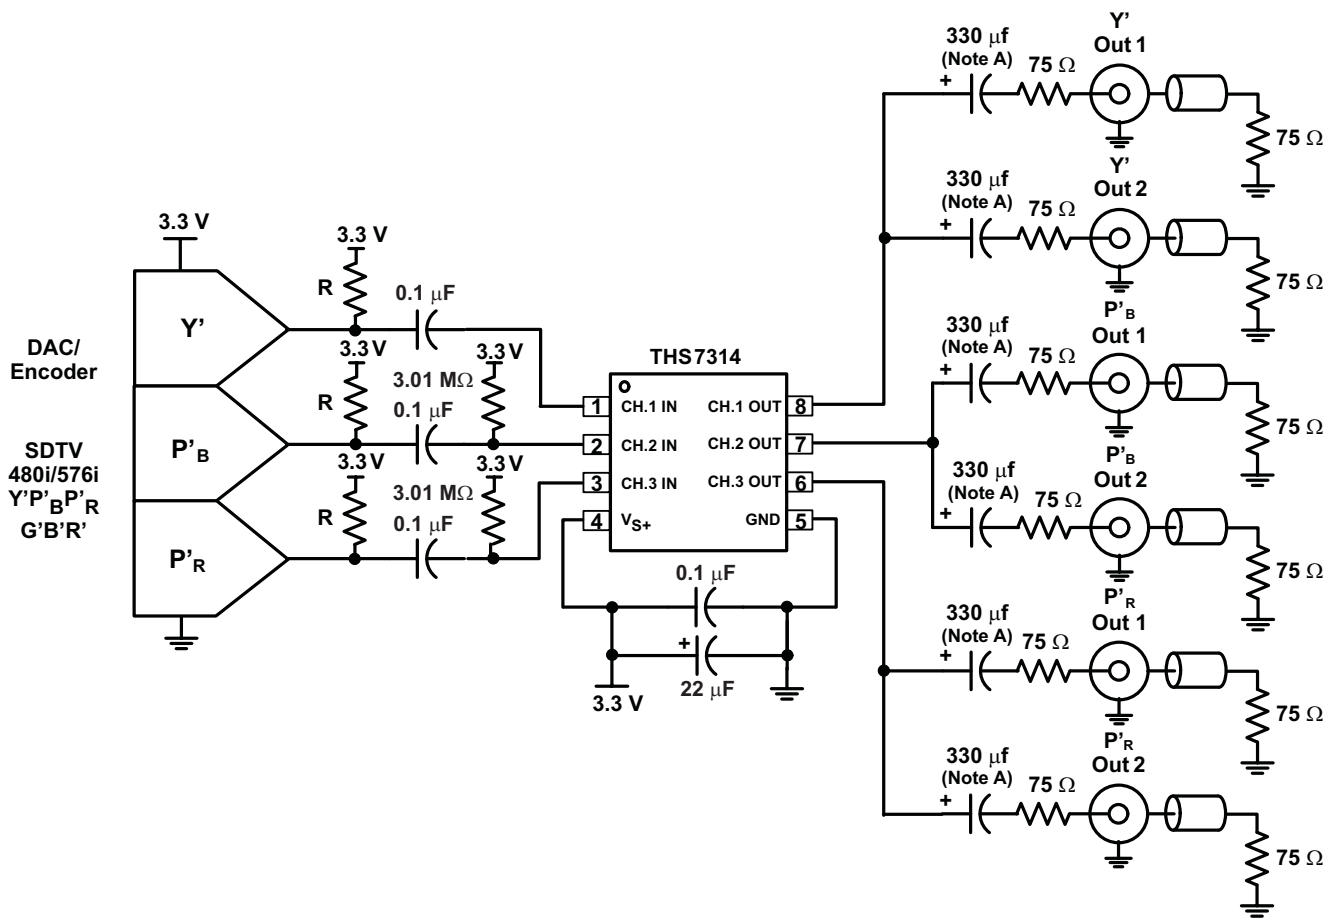 Y'
Out 1
330 μf
(Note A)
75 Ω
+
75 Ω
Y'
Out 2
330 μf
(Note A)
75 Ω
+
75 Ω
3.3 V
3.3 V
R
0.1 μF
Y'
DAC/
Encoder
3.3 V
3.3 V
R
3.01 MΩ
0.1 μF
P'B
SDTV
480i/576i
Y'P'BP'R
G'B'R'
3.3 V
3.3 V
R
3.01 MΩ
0.1 μF
P'R
THS7314
1 CH.1 IN CH.1 OUT 8
2 CH.2 IN CH.2 OUT 7
3 CH.3 IN CH.3 OUT 6
4 VS+ GND 5
0.1 μF
+
22 μF
3.3 V
P'B
Out 1
330 μf
(Note A)
75 Ω
+
75 Ω
P'B
Out 2
330 μf
(Note A)
75 Ω
+
75 Ω
P'R
Out 1
330 μf
(Note A)
75 Ω
+
75 Ω
P'R
Out 2
330 μf
(Note A)
75 Ω
+
75 Ω